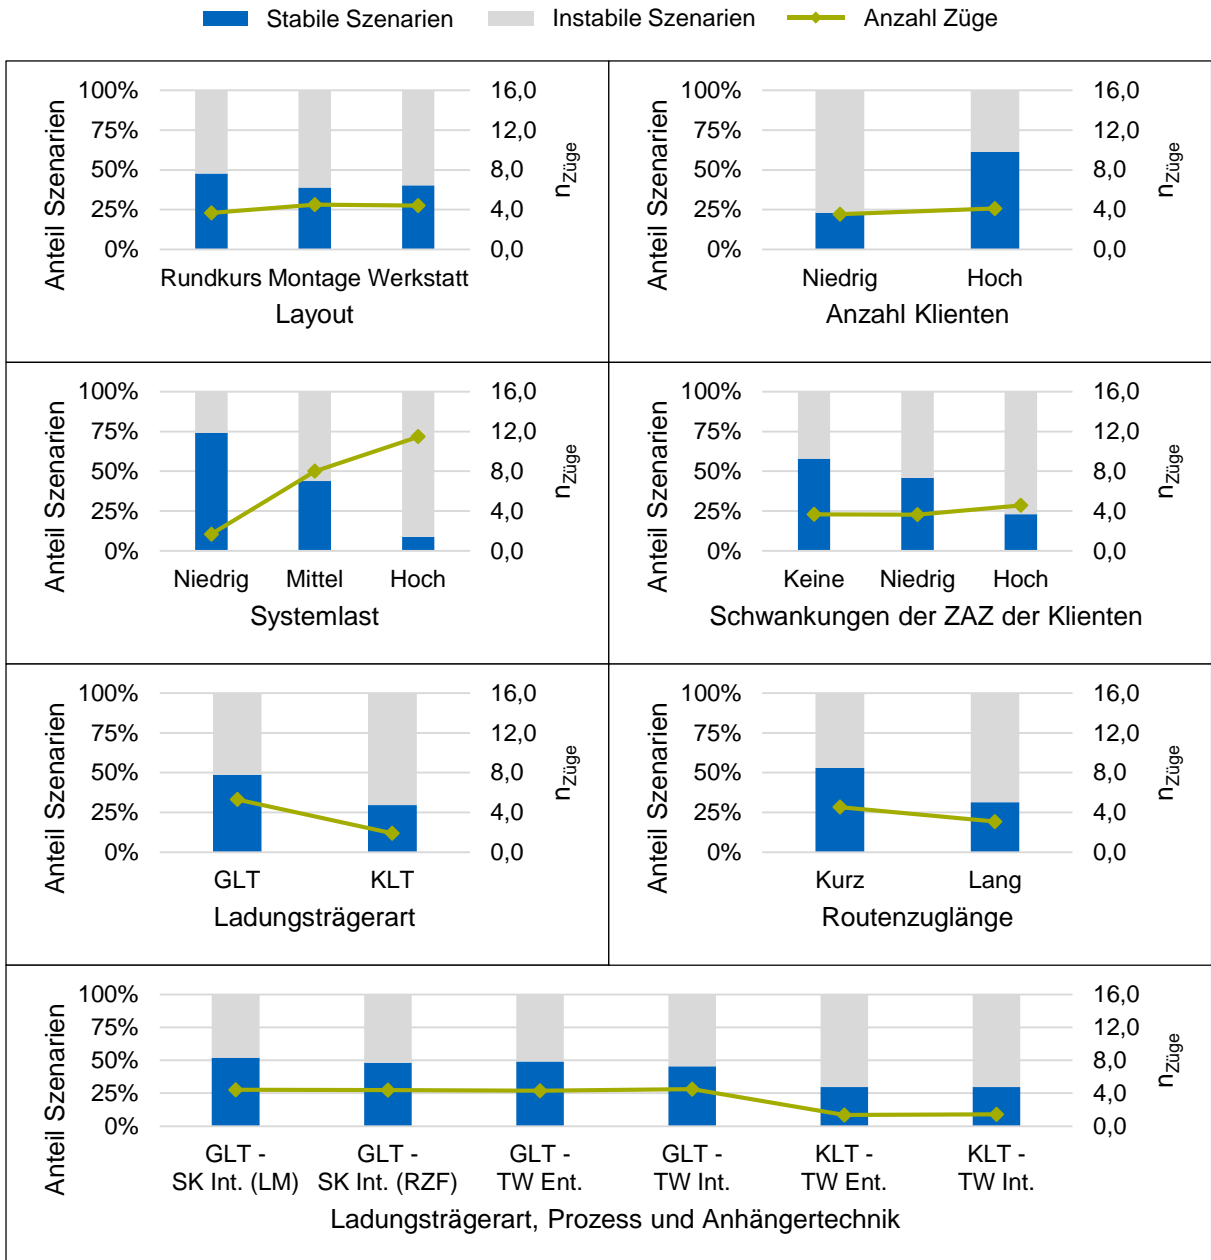 Stabile Szenarien Instabile Szenarien Anzahl Züge
Anteil Szenarien
100%
75%
50%
25%
0%
16,0
12,0
8,0
4,0
0,0
nZüge
Rundkurs Montage Werkstatt
Layout
Anteil Szenarien
100%
75%
50%
25%
0%
16,0
12,0
8,0
4,0
0,0
nZüge
Niedrig Hoch
Anzahl Klienten
Anteil Szenarien
100%
75%
50%
25%
0%
16,0
12,0
8,0
4,0
0,0
nZüge
Niedrig Mittel Hoch
Systemlast
Anteil Szenarien
100%
75%
50%
25%
0%
16,0
12,0
8,0
4,0
0,0
nZüge
Keine Niedrig Hoch
Schwankungen der ZAZ der Klienten
Anteil Szenarien
100%
75%
50%
25%
0%
16,0
12,0
8,0
4,0
0,0
nZüge
GLT KLT
Ladungsträgerart
Anteil Szenarien
100%
75%
50%
25%
0%
16,0
12,0
8,0
4,0
0,0
nZüge
Kurz Lang
Routenzuglänge
Anteil Szenarien
100%
75%
50%
25%
0%
16,0
12,0
8,0
4,0
0,0
nZüge
GLT - GLT - GLT - GLT - KLT - KLT -
SK Int. (LM) SK Int. (RZF) TW Ent. TW Int. TW Ent. TW Int.
Ladungsträgerart, Prozess und Anhängertechnik